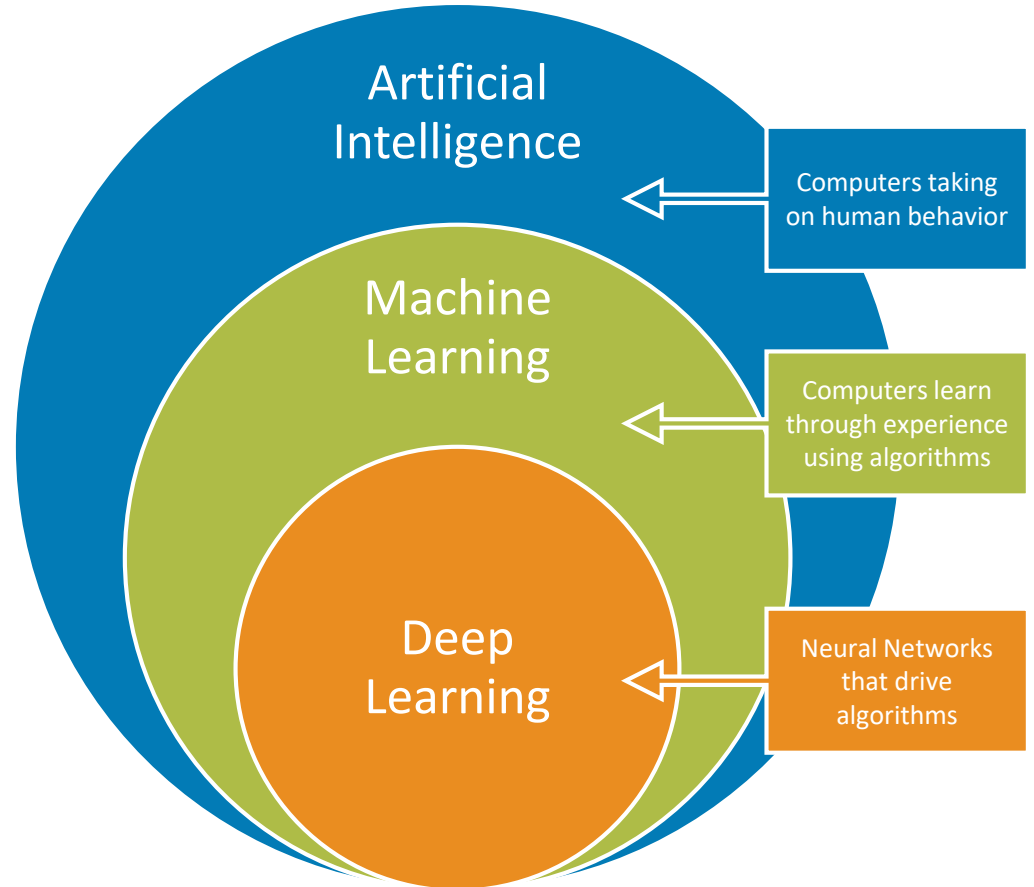 Artificial
Intelligence
Computers taking
on human behavior
Machine
Learning
Computers learn
through experience
using algorithms
Deep
Learning
Neural Networks
that drive
algorithms